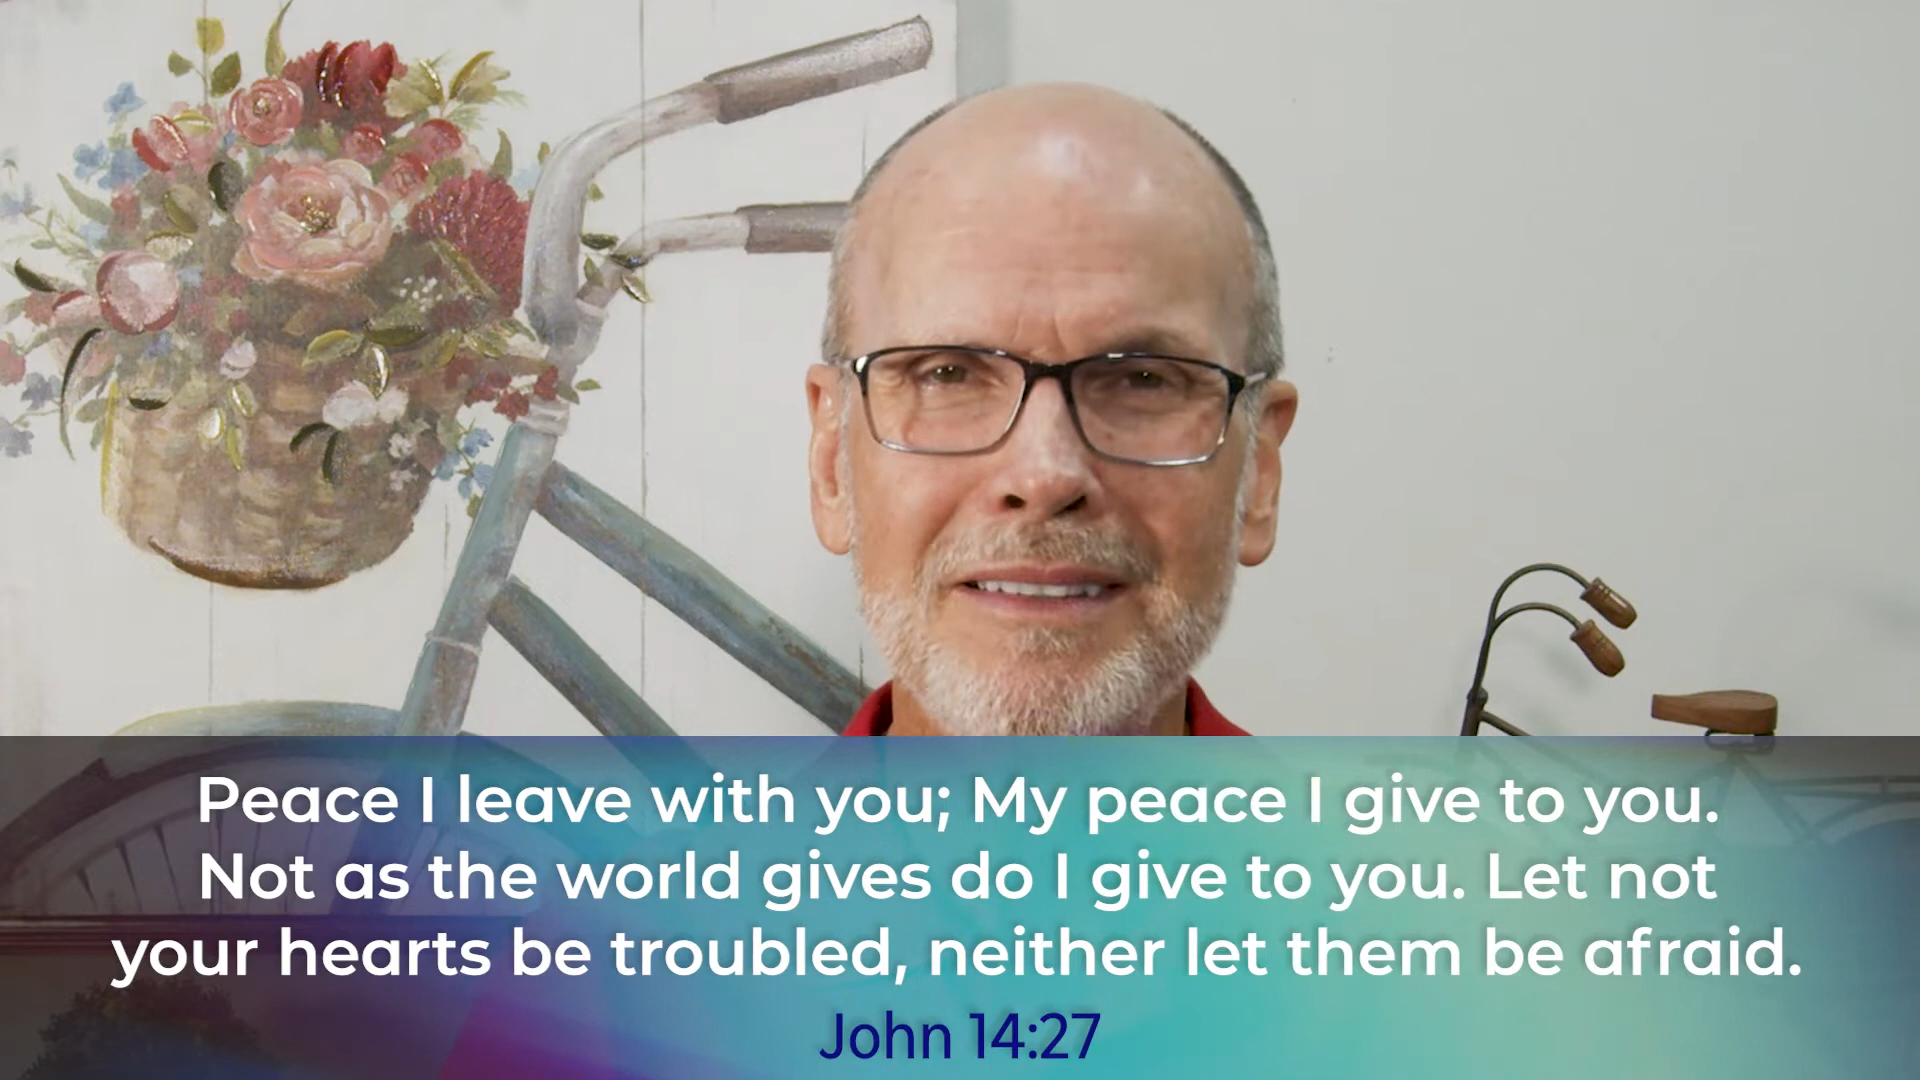 Peace I leave with you; My peace I give to you.
Not as the world gives do I give to you. Let not
your hearts be troubled, neither let them be afraid.
John 14:27